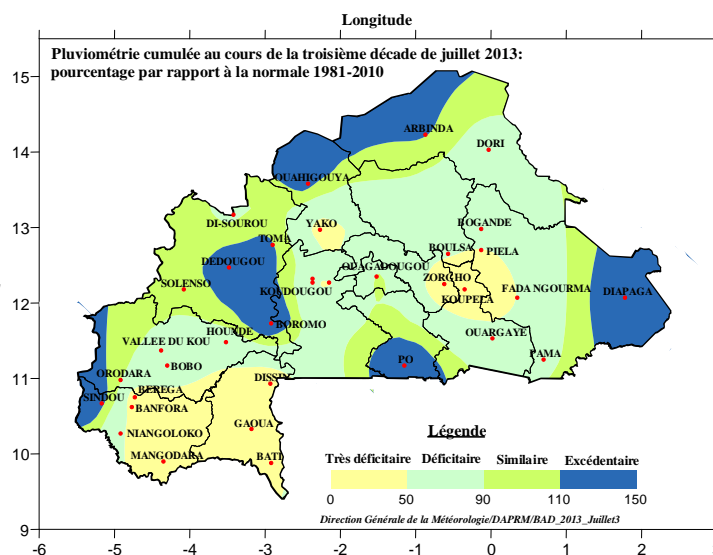 Longitude
Pluviométrie cumulée au cours de la troisième décade de juillet 2013:
pourcentage par rapport à la normale 1981-2010
15
ARBINDA
DORI
14
OUAHIGOUYA
DI-SOUROU
YAKO
BOGANDE
13
TOMA
BOULSA
PIELA
DEDOUGOU
OUAGADOUGOU
ZORGHO
SOLENSO
KOUDOUGOU
KOUPELA
FADA NGOURMA
DIAPAGA
12
BOROMO
HOUNDE
VALLEE DU KOU
OUARGAYE
PO
PAMA
BOBO
11
ORODARA
DISSIN
BEREGA
SINDOU
BANFORA
GAOUA
NIANGOLOKO
10
MANGODARA
BATI
Légende
Très déficitaire Déficitaire Similaire Excédentaire
0 50 90 110 150
Direction Générale de la Météorologie/DAPRM/BAD_2013_Juillet3
9
-6 -5 -4 -3 -2 -1 0 1 2